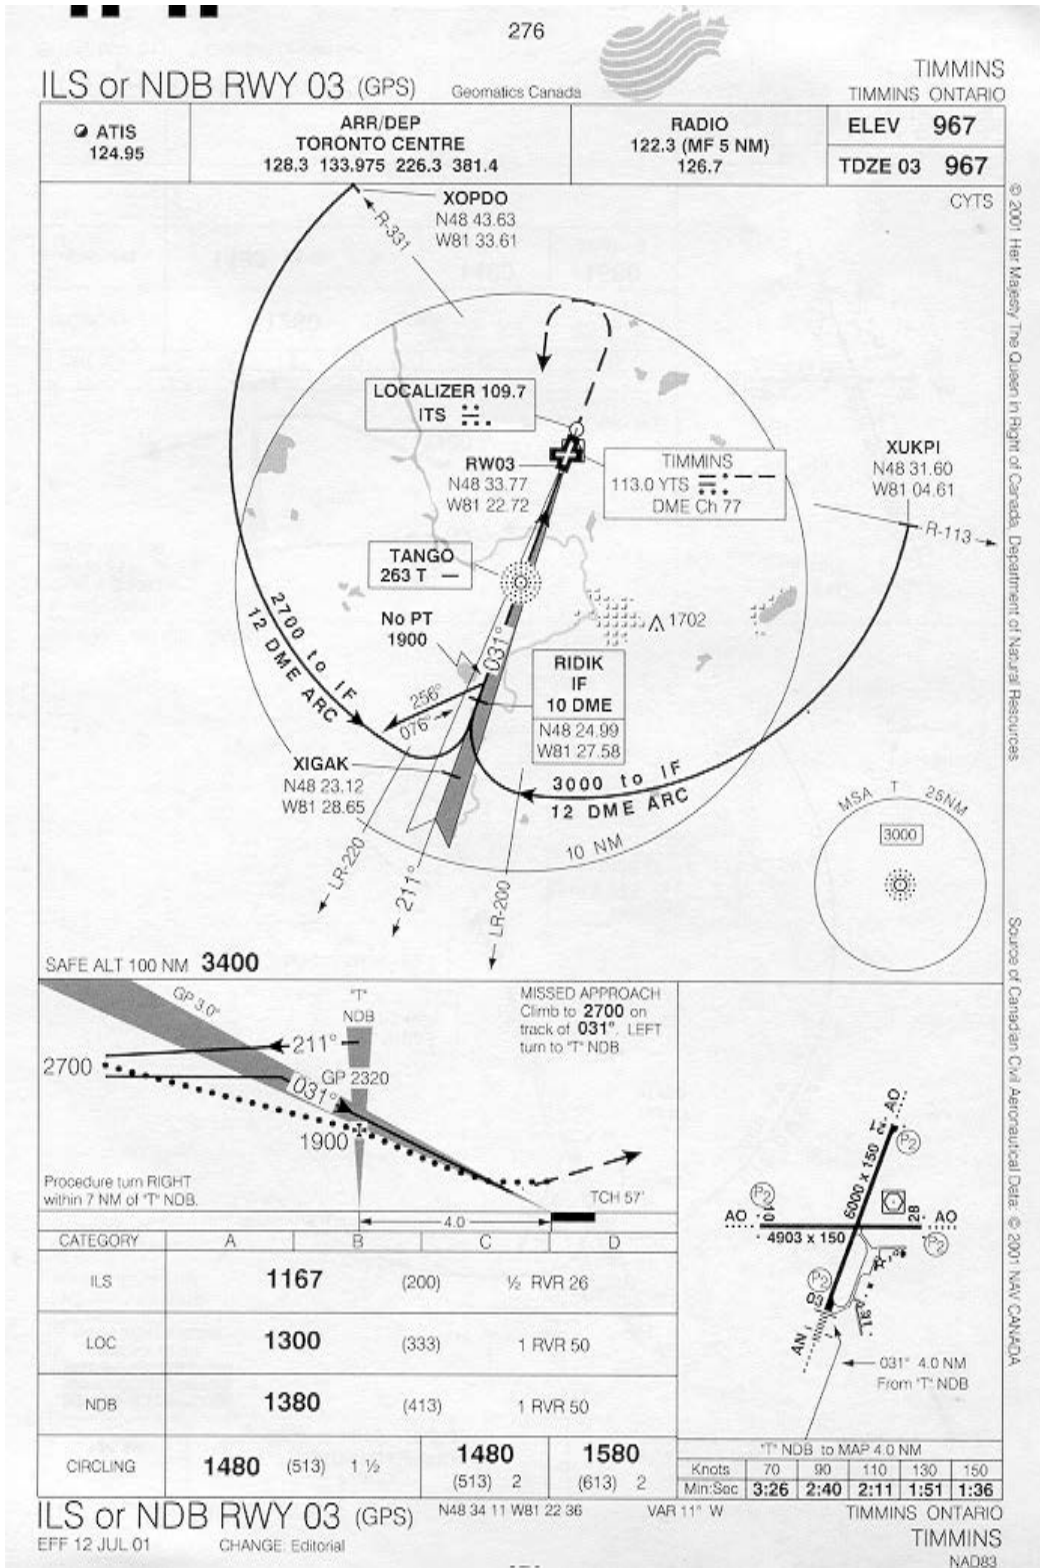 276
ILS or NDB RWY 03 (GPS)
Geomatics Canada
TIMMINS
TIMMINS ONTARIO
ATIS
124.95
ARR/DEP
TORONTO CENTRE
128.3 133.975 226.3 381.4
RADIO
122.3 (MF 5 NM)
126.7
ELEV 967
TDZE 03 967
CYTS
XOPDO
N48 43.63
W81 33.61
R-331
LOCALIZER 109.7
ITS
RW03
N48 33.77
W81 22.72
TIMMINS
113.0 YTS
DME Ch 77
XUKPI
N48 31.60
W81 04.61
R-113
TANGO
263 T
No PT
1900
1702
031°
RIDIK
IF
10 DME
N48 24.99
W81 27.58
256°
076°
2700 to IF
12 DME ARC
XIGAK
N48 23.12
W81 28.65
3000 to IF
12 DME ARC
10 NM
LR-220
211°
LR-200
MSA T 25NM
3000
SAFE ALT 100 NM 3400
© 2001 Her Majesty The Queen in Right of Canada, Department of Natural Resources
Source of Canadian Civil Aeronautical Data: © 2001 NAV CANADA
GP 3.0°
"T"
NDB
MISSED APPROACH
Climb to 2700 on
track of 031°. LEFT
turn to "T" NDB.
2700
211°
GP 2320
031°
1900
Procedure turn RIGHT
within 7 NM of "T" NDB.
TCH 57'
4.0
AO
21
P2
6000 x 150
P2
AO
10
28
AO
4903 x 150
P2
P2
03
AN
031° 4.0 NM
From "T" NDB
CATEGORY A B C D
ILS 1167 (200) ½ RVR 26
LOC 1300 (333) 1 RVR 50
NDB 1380 (413) 1 RVR 50
CIRCLING 1480 (513) 1 ½ 1480 (513) 2 1580 (613) 2
"T" NDB to MAP 4.0 NM
Knots 70 90 110 130 150
Min:Sec 3:26 2:40 2:11 1:51 1:36
ILS or NDB RWY 03 (GPS)
N48 34 11 W81 22 36
VAR 11° W
TIMMINS ONTARIO
TIMMINS
EFF 12 JUL 01
CHANGE: Editorial
NAD83